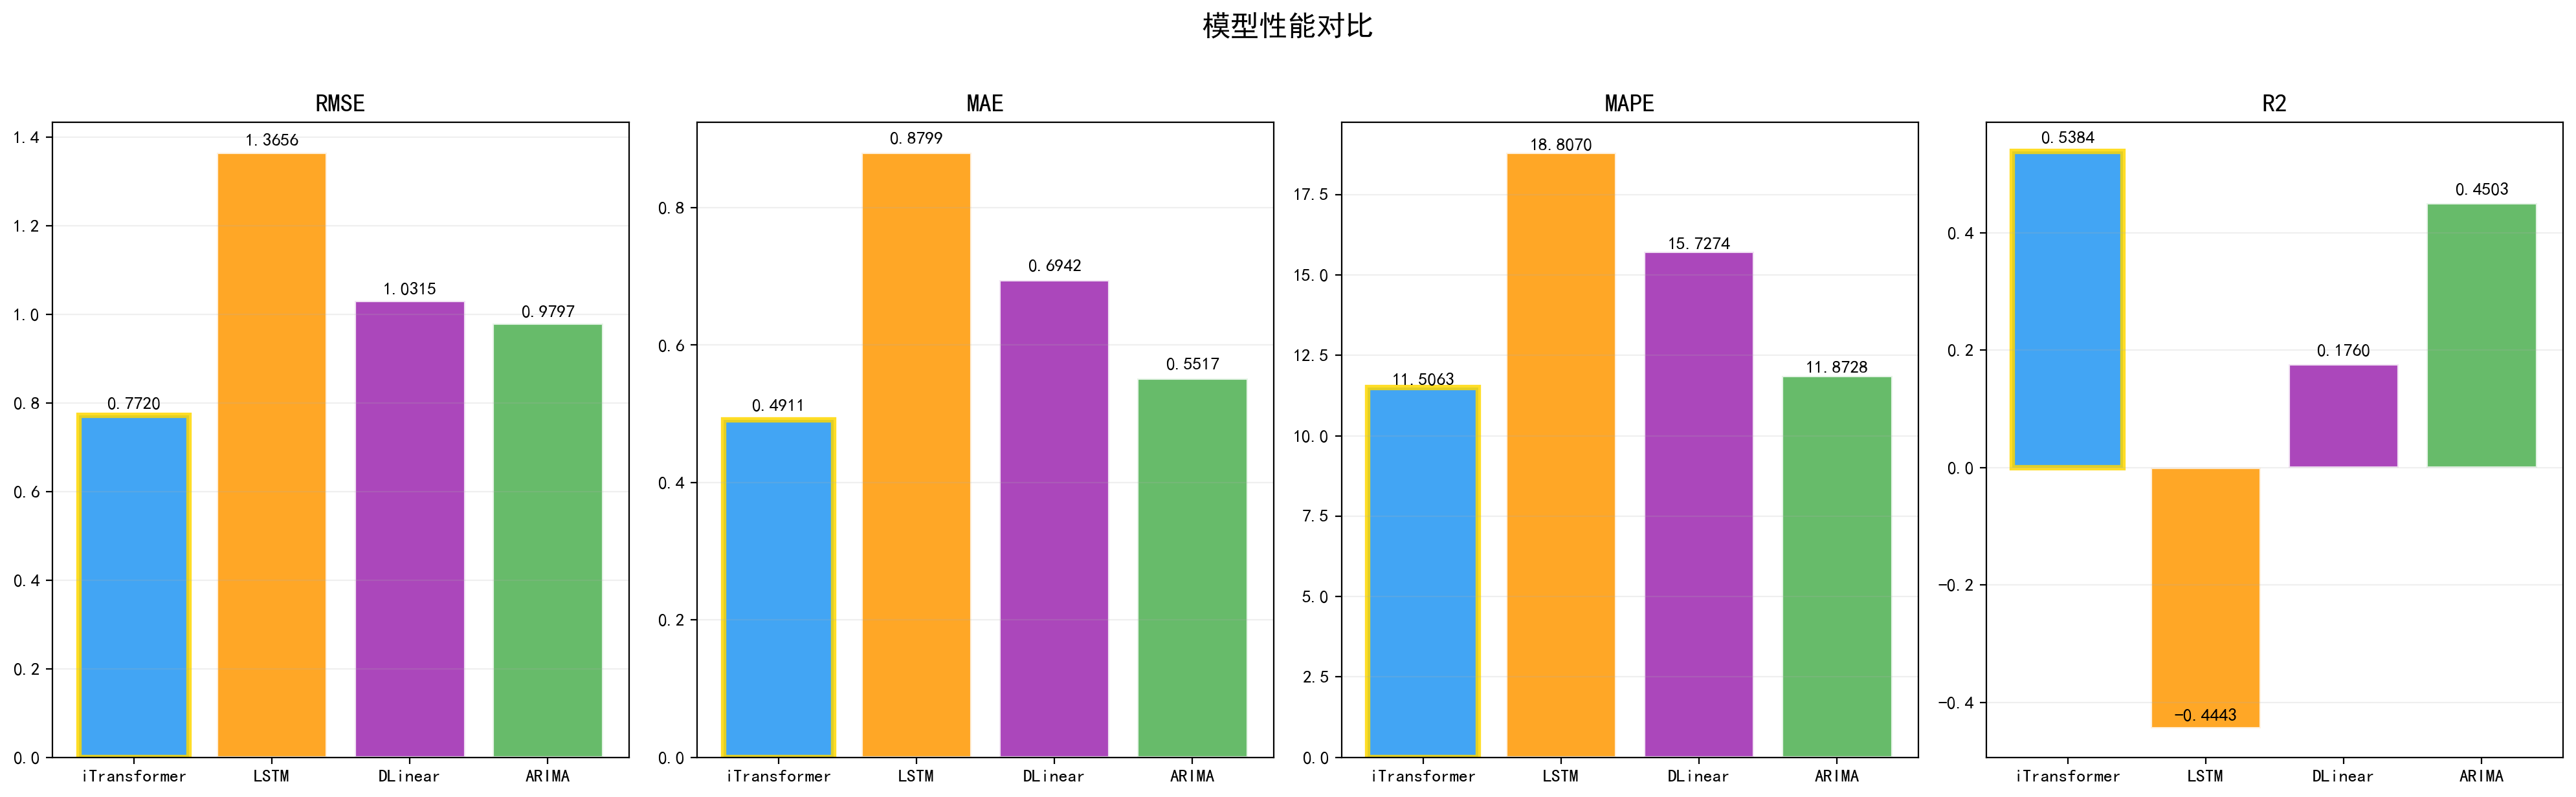 模型性能对比
RMSE
1.4
1.2
1.0
0.8
0.6
0.4
0.2
0.0
0.7720
1.3656
1.0315
0.9797
iTransformer
LSTM
DLinear
ARIMA
MAE
0.8
0.6
0.4
0.2
0.0
0.4911
0.8799
0.6942
0.5517
iTransformer
LSTM
DLinear
ARIMA
MAPE
17.5
15.0
12.5
10.0
7.5
5.0
2.5
0.0
11.5063
18.8070
15.7274
11.8728
iTransformer
LSTM
DLinear
ARIMA
R2
0.4
0.2
0.0
−0.2
−0.4
0.5384
−0.4443
0.1760
0.4503
iTransformer
LSTM
DLinear
ARIMA